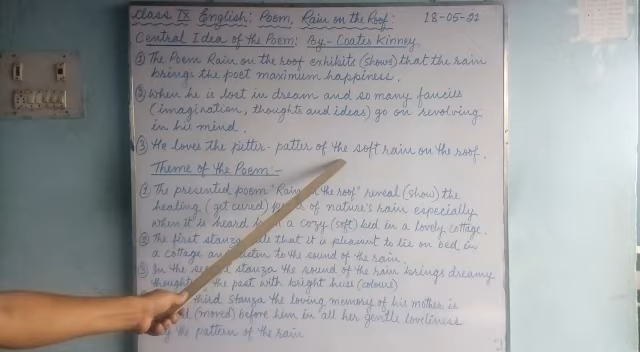 Class IX English: Poem, Rain on the Roof: 18-05-21
Central Idea of the Poem: By:- Coates Kinney.
① The Poem Rain on the roof exhibits (shows) that the rain
brings the poet maximum happiness.
② When he is lost in dream and so many fancies
(imagination, thoughts and ideas) go on revolving
in his mind.
③ He loves the pitter-patter of the soft rain on the roof.
Theme of the Poem:-
① The presented poem "Rain the roof" reveal (show) the
healing (get cured) of nature's rain especially
when it is heard a cozy (soft) bed in a lovely cottage.
② The first stanza that it is pleasant to lie on bed in
a cottage to the sound of the rain.
③ In the stanza the sound of the rain brings dreamy
the past with bright hues (colours)
third stanza the loving memory of his mother is
(moved) before him in all her gentle loveliness
the pattern of the rain